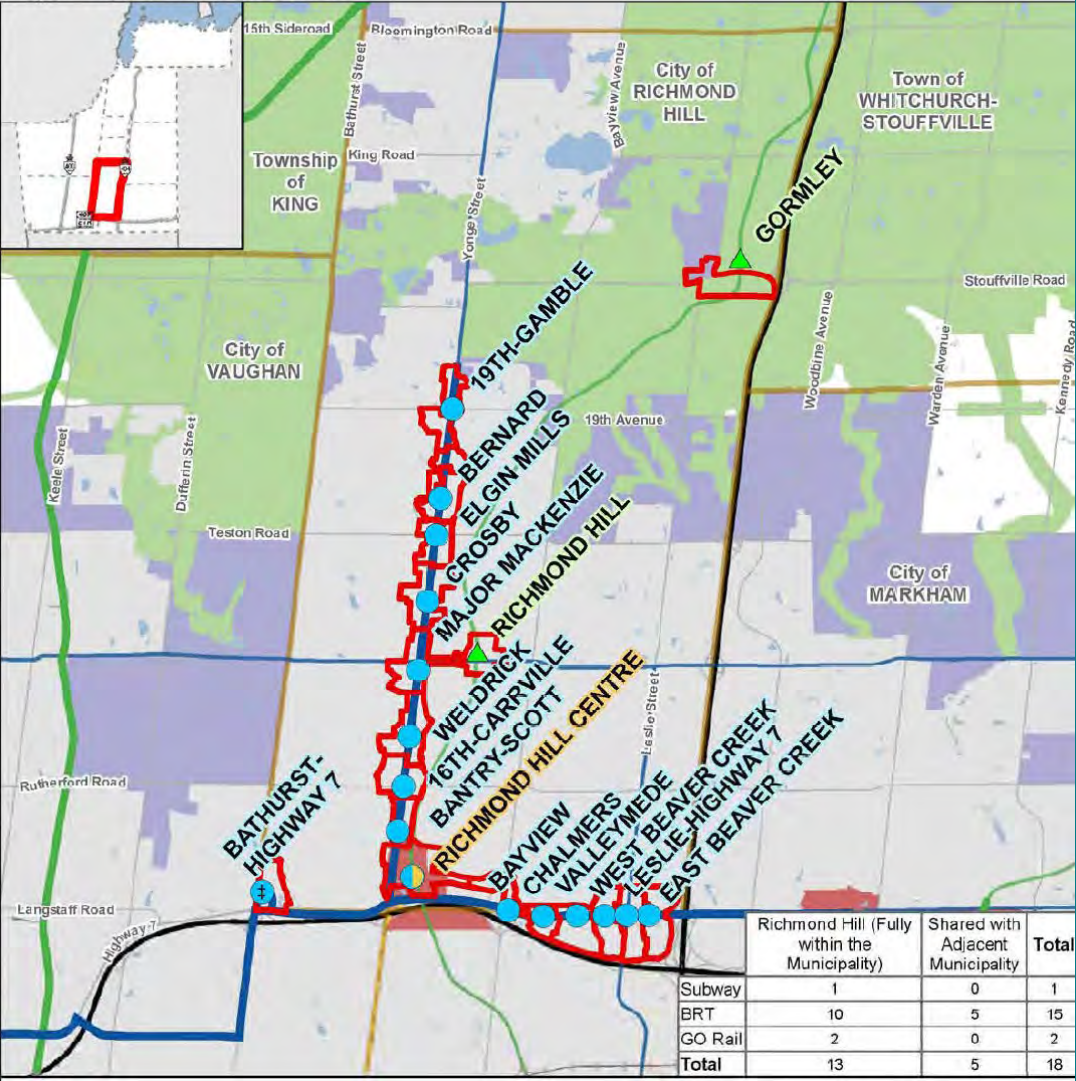 15th Sideroad
Bloomington Road
Bathurst Street
Bayview Avenue
City of
RICHMOND
HILL
Town of
WHITCHURCH-
STOUFFVILLE
Township
of
KING
King Road
Yonge Street
GORMLEY
Stouffville Road
City of
VAUGHAN
19TH-GAMBLE
Woodbine Avenue
Warden Avenue
Kennedy Road
Keele Street
Dufferin Street
BERNARD
19th Avenue
ELGIN MILLS
Teston Road
CROSBY
MAJOR MACKENZIE
RICHMOND HILL
City of
MARKHAM
WELDRICK
16TH-CARRVILLE
BANTRY-SCOTT
RICHMOND HILL CENTRE
Leslie Street
Rutherford Road
BATHURST-
HIGHWAY 7
‡
BAYVIEW
CHALMERS
VALLEYMEDE
WEST BEAVER CREEK
LESLIE-HIGHWAY 7
EAST BEAVER CREEK
Langstaff Road
Highway 7
Richmond Hill (Fully
within the
Municipality)
Shared with
Adjacent
Municipality
Total
Subway 1 0 1
BRT 10 5 15
GO Rail 2 0 2
Total 13 5 18